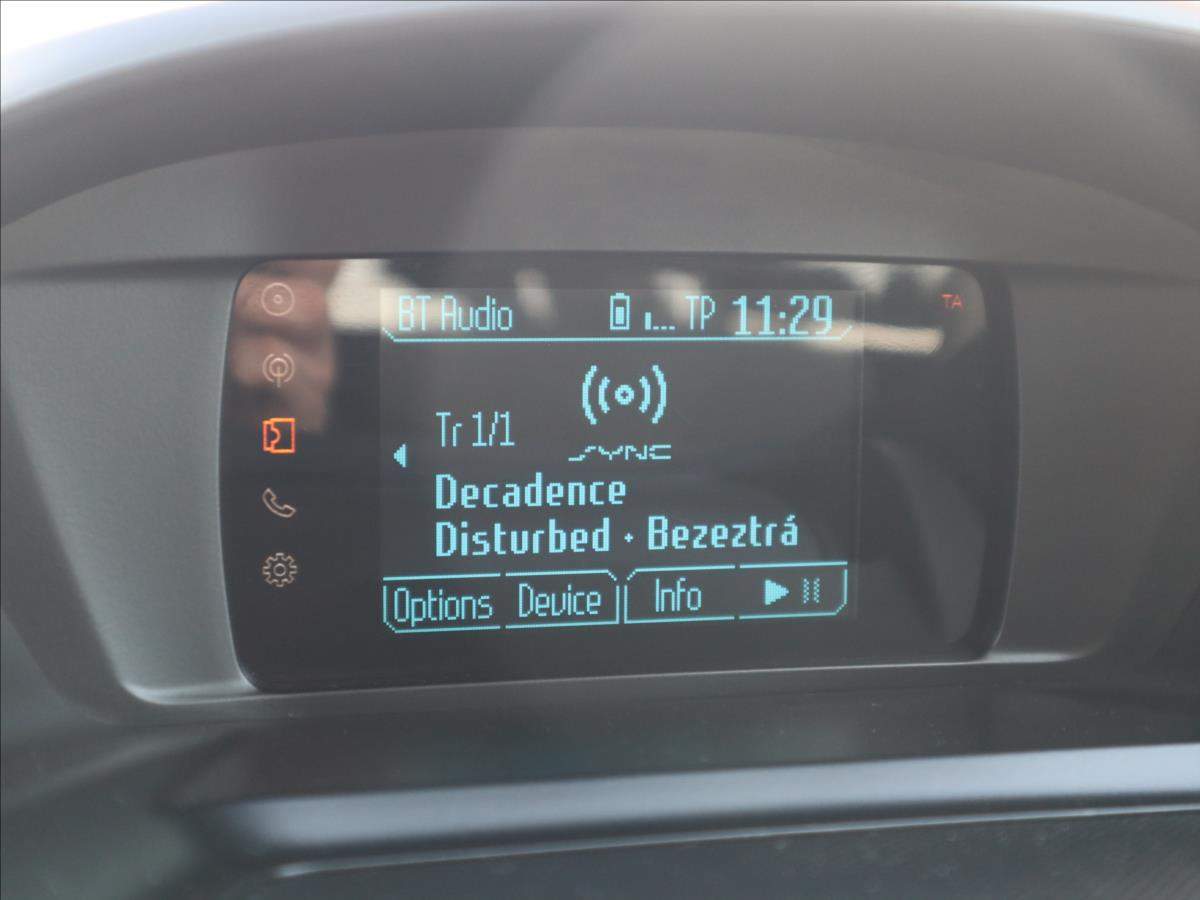 BT Audio TP 11:29
TA
Tr 1/1
SYNC
Decadence
Disturbed • Bezeztrá
Options Device Info